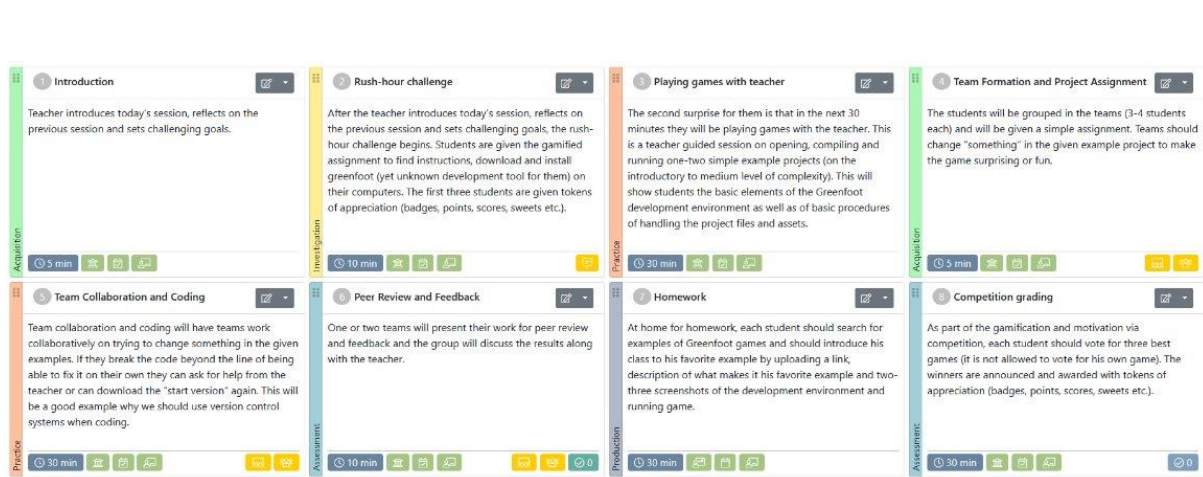 1 Introduction
Teacher introduces today's session, reflects on the
previous session and sets challenging goals.
Acquisition
5 min
2 Rush-hour challenge
After the teacher introduces today's session, reflects on
the previous session and sets challenging goals, the rush-
hour challenge begins. Students are given the gamified
assignment to find instructions, download and install
greenfoot (yet unknown development tool for them) on
their computers. The first three students are given tokens
of appreciation (badges, points, scores, sweets etc.).
Investigation
10 min
3 Playing games with teacher
The second surprise for them is that in the next 30
minutes they will be playing games with the teacher. This
is a teacher guided session on opening, compiling and
running one-two simple example projects (on the
introductory to medium level of complexity). This will
show students the basic elements of the Greenfoot
development environment as well as of basic procedures
of handling the project files and assets.
Practice
30 min
4 Team Formation and Project Assignment
The students will be grouped in the teams (3-4 students
each) and will be given a simple assignment. Teams should
change "something" in the given example project to make
the game surprising or fun.
Acquisition
5 min
5 Team Collaboration and Coding
Team collaboration and coding will have teams work
collaboratively on trying to change something in the given
examples. If they break the code beyond the line of being
able to fix it on their own they can ask for help from the
teacher or can download the "start version" again. This will
be a good example why we should use version control
systems when coding.
Practice
30 min
6 Peer Review and Feedback
One or two teams will present their work for peer review
and feedback and the group will discuss the results along
with the teacher.
Assessment
10 min
0
7 Homework
At home for homework, each student should search for
examples of Greenfoot games and should introduce his
class to his favorite example by uploading a link,
description of what makes it his favorite example and two-
three screenshots of the development environment and
running game.
Production
30 min
8 Competition grading
As part of the gamification and motivation via
competition, each student should vote for three best
games (it is not allowed to vote for his own game). The
winners are announced and awarded with tokens of
appreciation (badges, points, scores, sweets etc.).
Assessment
30 min
0